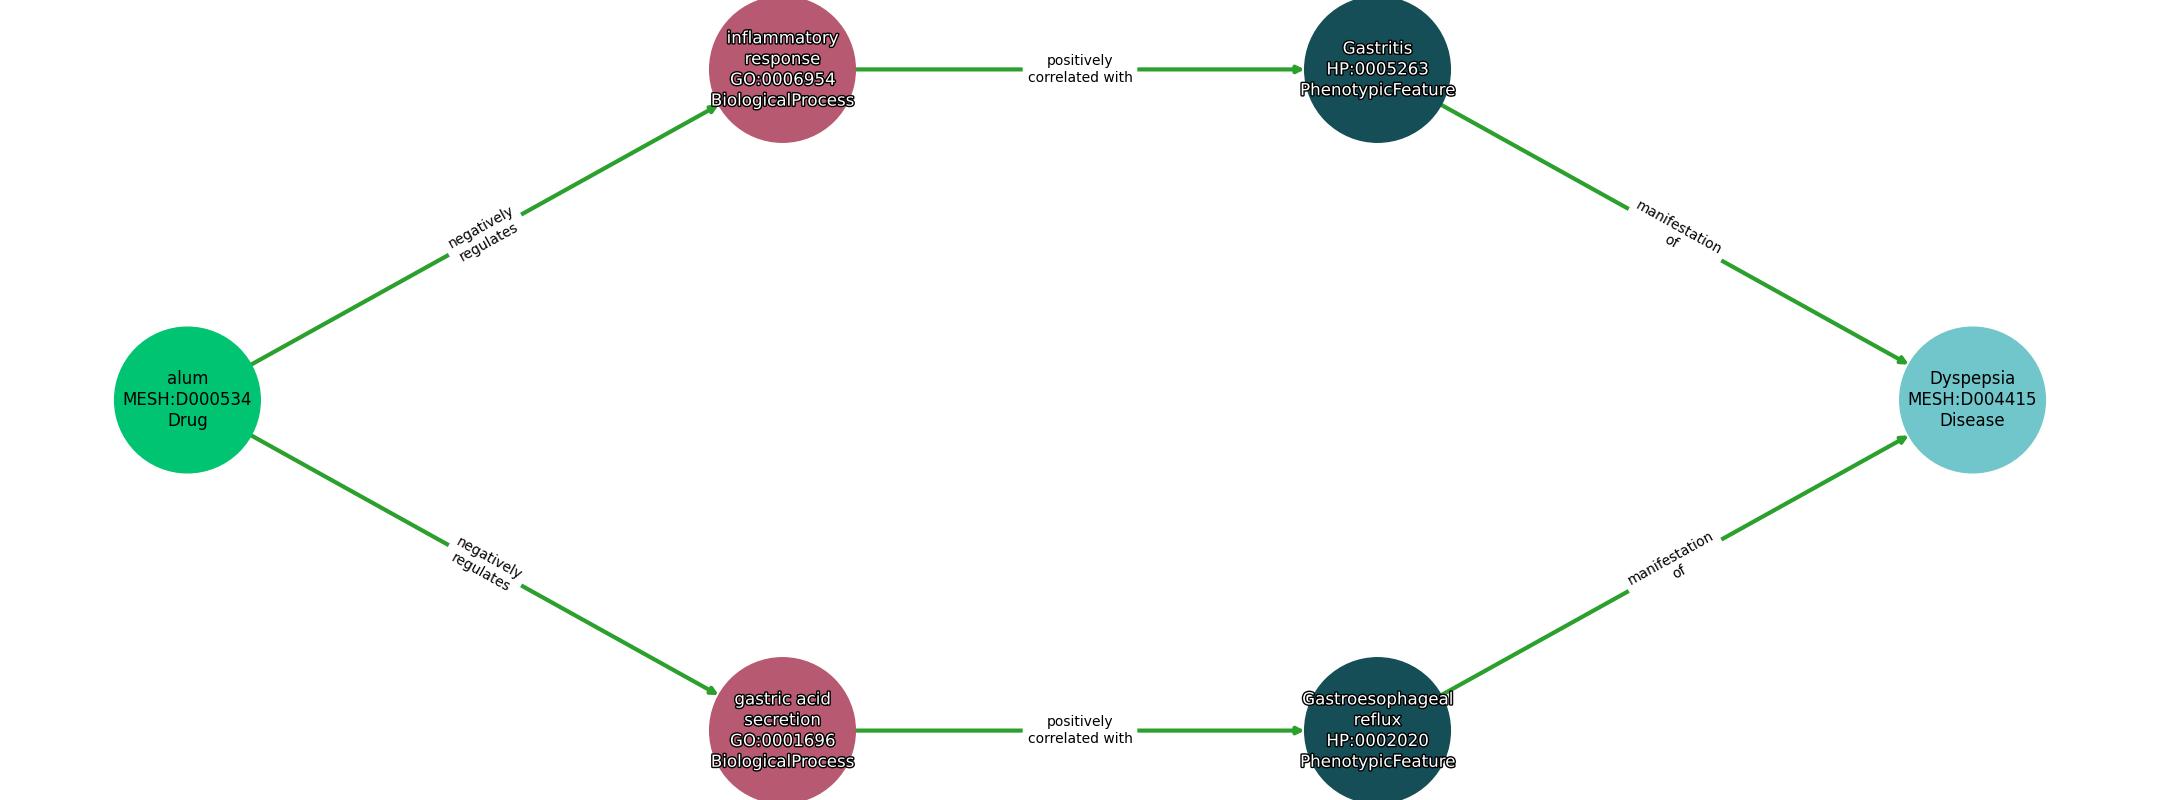 inflammatory
response
GO:0006954
BiologicalProcess
positively
correlated with
Gastritis
HP:0005263
PhenotypicFeature
negatively
regulates
manifestation
of
alum
MESH:D000534
Drug
Dyspepsia
MESH:D004415
Disease
negatively
regulates
manifestation
of
gastric acid
secretion
GO:0001696
BiologicalProcess
positively
correlated with
Gastroesophageal
reflux
HP:0002020
PhenotypicFeature